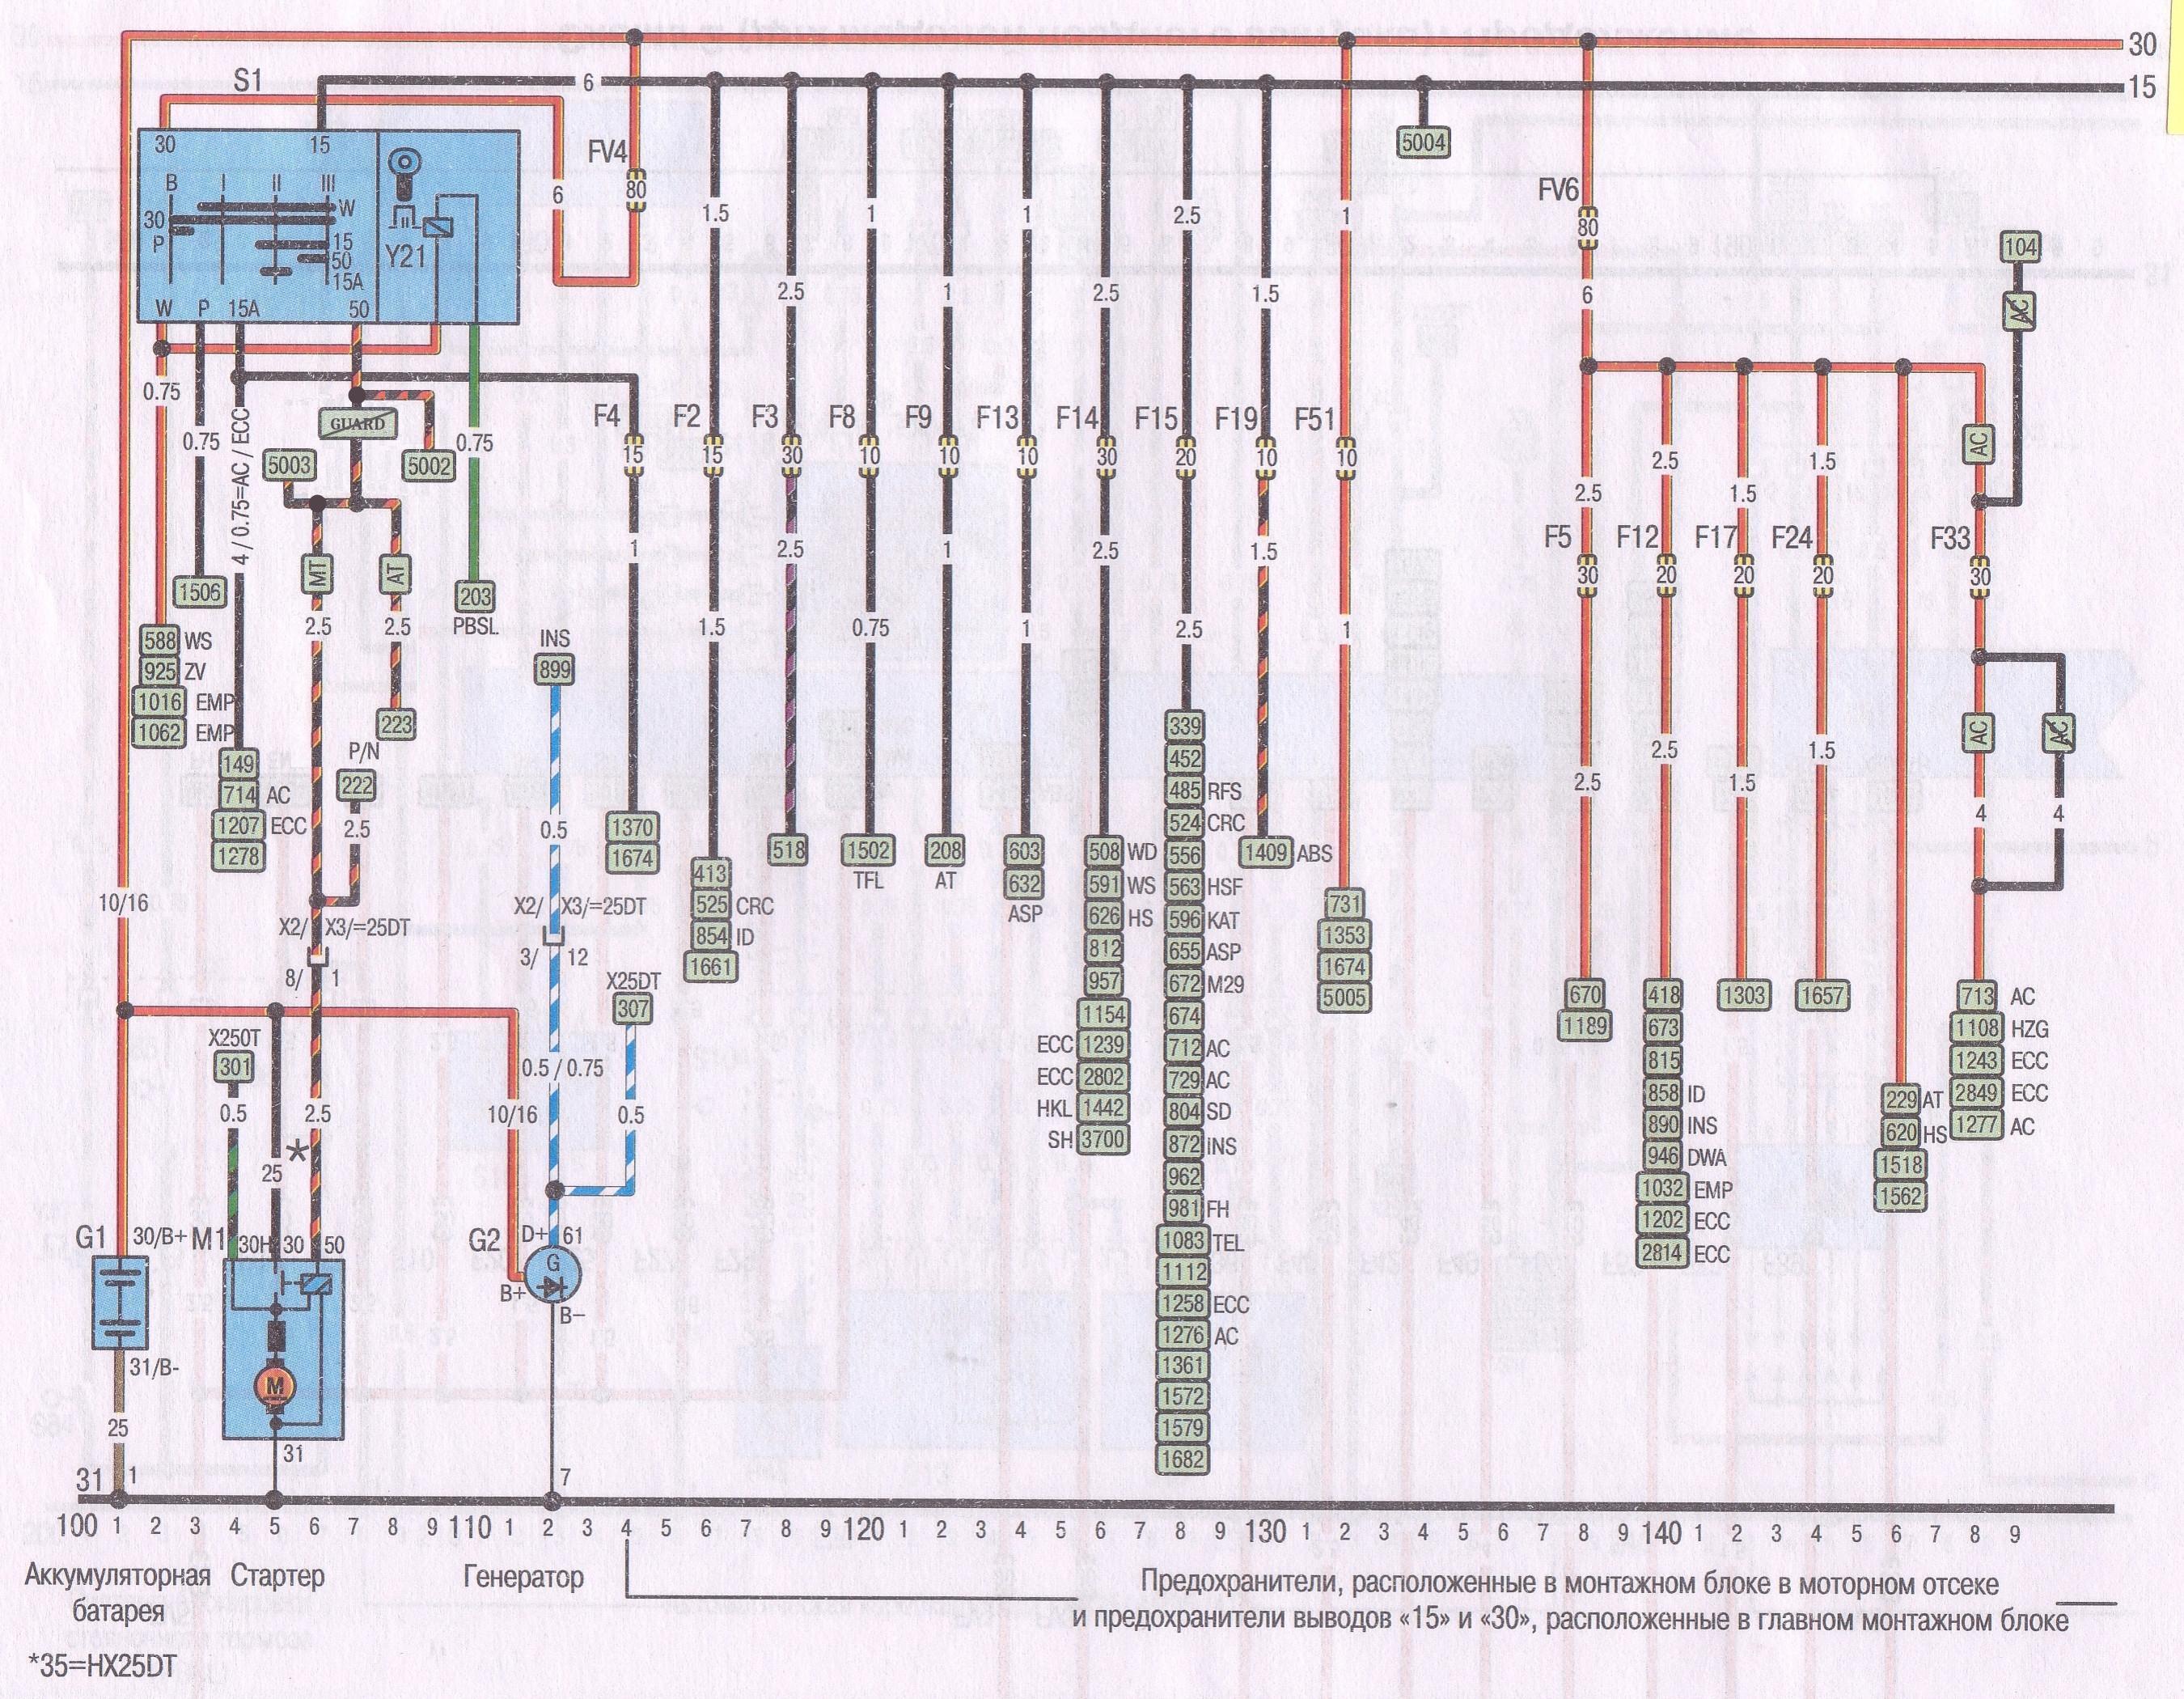 30
S1
6
15
30
15
FV4
5004
B
I
II
III
W
1
6
80
FV6
30
P
1.5
1
1
2.5
15
Y21
80
104
50
15A
2.5
1
2.5
1.5
6
AC
W
P
15A
50
0.75
F4
F2
F3
F8
F9
F13
F14
F15
F19
F51
GUARD
0.75
4 / 0.75=AC / ECC
0.75
5003
5002
15
15
30
10
10
10
30
20
10
10
2.5
1.5
AC
2.5
1.5
F5
F12
F17
F24
F33
1
2.5
1
2.5
1.5
MT
AT
30
20
20
20
30
1506
203
PBSL
2.5
2.5
INS
1.5
0.75
1
2.5
1
588 WS
899
925 ZV
1016 EMP
1062 EMP
223
339
AC
AC
P/N
2.5
1.5
149
452
714 AC
222
485 RFS
2.5
1.5
1207 ECC
2.5
0.5
1370
524 CRC
4
4
1278
1674
518
1502
208
603
508 WD
556
1409 ABS
413
TFL
AT
632
591 WS
563 HSF
10/16
X2/
X3/=25DT
525 CRC
ASP
626 HS
596 KAT
731
X2/
X3/=25DT
854 ID
812
655 ASP
1353
8/
1
3/
12
1661
957
672 M29
1674
X25DT
5005
670
418
1303
1657
713 AC
307
1154
674
1189
673
1108 HZG
X250T
ECC 1239
712 AC
815
1243 ECC
301
0.5 / 0.75
ECC 2802
729 AC
858 ID
229 AT
2849 ECC
0.5
2.5
10/16
0.5
HKL 1442
804 SD
890 INS
620 HS
1277 AC
*
SH 3700
872 iNS
946 DWA
1518
25
962
1032 EMP
1562
981 FH
1202 ECC
G1
30/B+
M1
30H
30
50
G2
D+
61
1083 TEL
2814 ECC
G
1112
B+
B–
1258 ECC
1276 AC
31/B-
1361
M
1572
25
1579
31
1682
31
1
7
100 1 2 3 4 5 6 7 8 9 110 1 2 3 4 5 6 7 8 9 120 1 2 3 4 5 6 7 8 9 130 1 2 3 4 5 6 7 8 9 140 1 2 3 4 5 6 7 8 9
Аккумуляторная
батарея
Стартер
Генератор
Предохранители, расположенные в монтажном блоке в моторном отсеке
и предохранители выводов «15» и «30», расположенные в главном монтажном блоке
*35=HX25DT